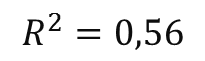 R² = 0,56